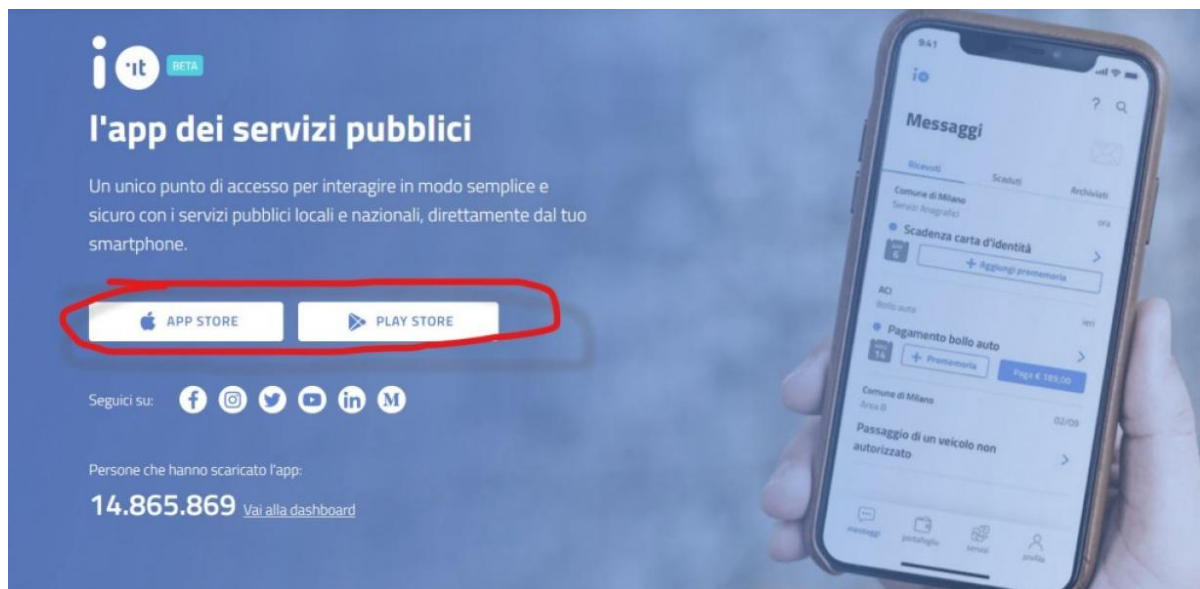 io.it BETA
l'app dei servizi pubblici
Un unico punto di accesso per interagire in modo semplice e
sicuro con i servizi pubblici locali e nazionali, direttamente dal tuo
smartphone.
APP STORE PLAY STORE
Seguici su:
Persone che hanno scaricato l'app:
14.865.869 Vai alla dashboard
9:41
io
?
Messaggi
Ricevuti Scaduti Archiviati
Comune di Milano
Servizi Anagrafici ora
Scadenza carta d'identità
6
+ Aggiungi promemoria
ACI
Bollo auto ieri
Pagamento bollo auto
14
+ Promemoria Paga € 189,00
Comune di Milano
Area B 02/09
Passaggio di un veicolo non
autorizzato
messaggi portafoglio servizi profilo